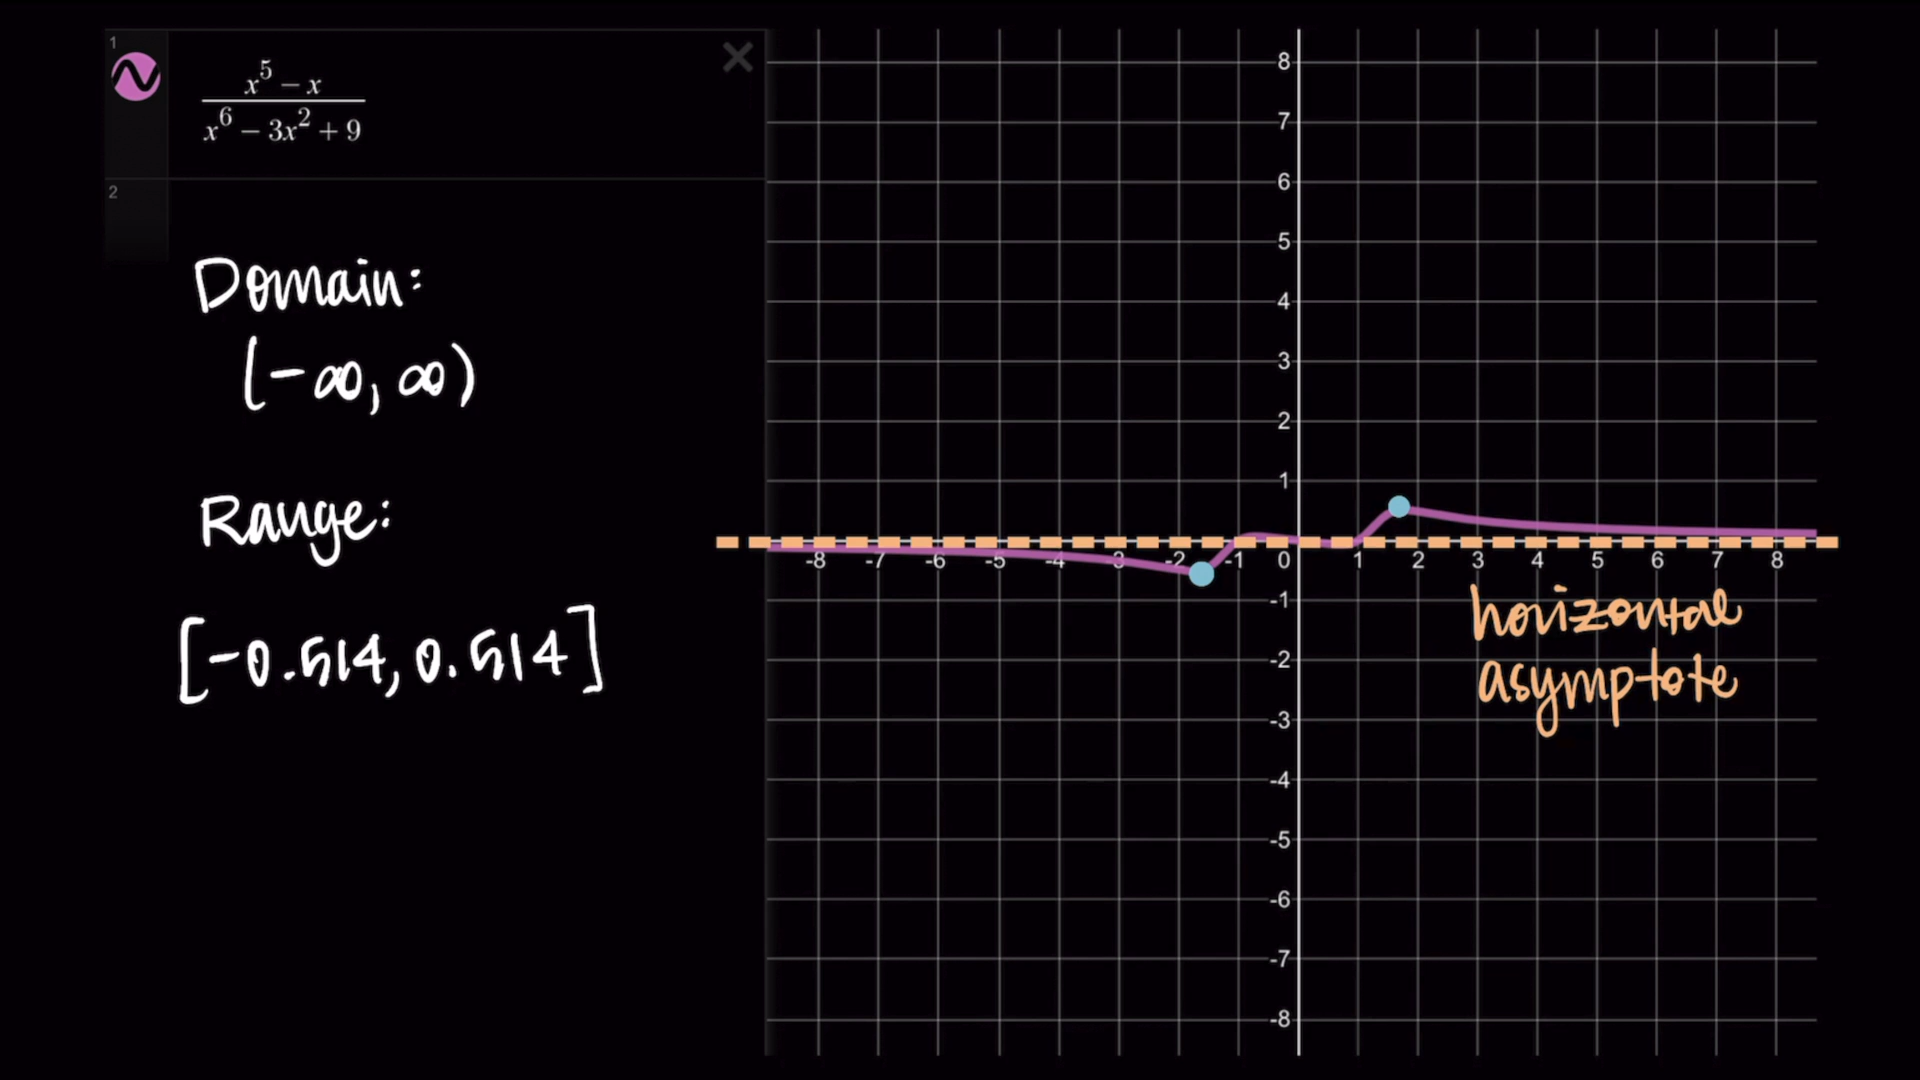 1
x^5 − x
x^6 − 3x^2 + 9
2
Domain:
(-∞, ∞)
Range:
[-0.514, 0.514]
8
7
6
5
4
3
2
1
-8 -7 -6 -5 -4 -3 -2 -1 0 1 2 3 4 5 6 7 8
-1
-2
-3
-4
-5
-6
-7
-8
horizontal
asymptote